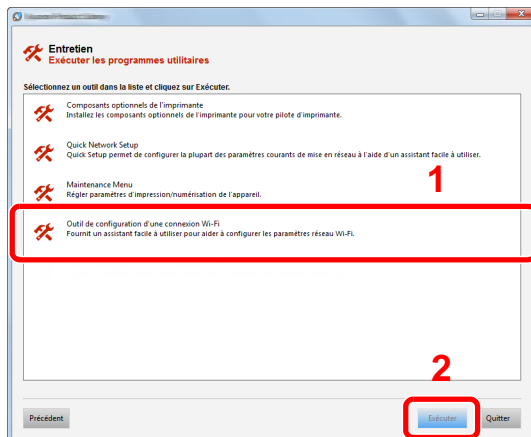 Entretien
Exécuter les programmes utilitaires
Sélectionnez un outil dans la liste et cliquez sur Exécuter.
Composants optionnels de l'imprimante
Installez les composants optionnels de l'imprimante pour votre pilote d'imprimante.
Quick Network Setup
Quick Setup permet de configurer la plupart des paramètres courants de mise en réseau à l'aide d'un assistant facile à utiliser.
1
Maintenance Menu
Régler paramètres d'impression/numérisation de l'appareil.
Outil de configuration d'une connexion Wi-Fi
Fournit un assistant facile à utiliser pour aider à configurer les paramètres réseau Wi-Fi.
2
Précédent
Exécuter
Quitter